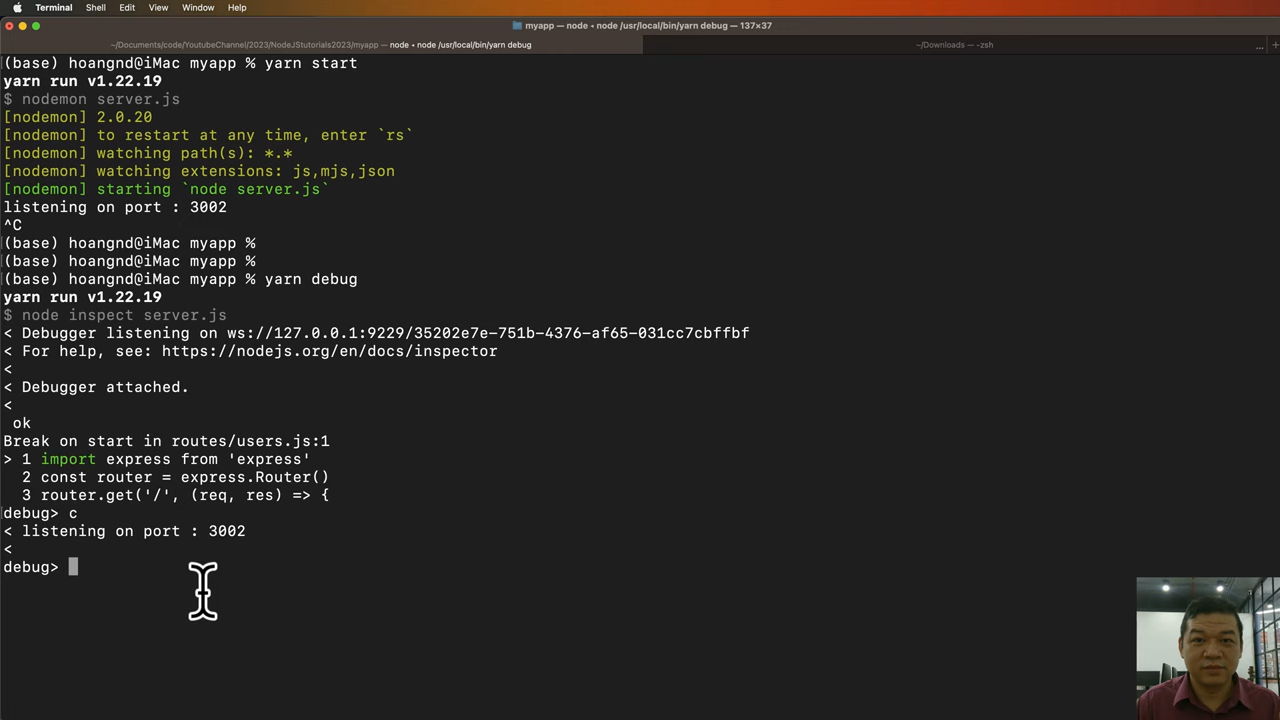 Terminal Shell Edit View Window Help
myapp — node • node /usr/local/bin/yarn debug — 137×37
~/Documents/code/YoutubeChannel/2023/NodeJStutorials2023/myapp — node • node /usr/local/bin/yarn debug
~/Downloads — -zsh
... +
(base) hoangnd@iMac myapp % yarn start
yarn run v1.22.19
$ nodemon server.js
[nodemon] 2.0.20
[nodemon] to restart at any time, enter `rs`
[nodemon] watching path(s): *.*
[nodemon] watching extensions: js,mjs,json
[nodemon] starting `node server.js`
listening on port : 3002
^C
(base) hoangnd@iMac myapp %
(base) hoangnd@iMac myapp %
(base) hoangnd@iMac myapp % yarn debug
yarn run v1.22.19
$ node inspect server.js
< Debugger listening on ws://127.0.0.1:9229/35202e7e-751b-4376-af65-031cc7cbffbf
< For help, see: https://nodejs.org/en/docs/inspector
<
< Debugger attached.
<
ok
Break on start in routes/users.js:1
> 1 import express from 'express'
2 const router = express.Router()
3 router.get('/', (req, res) => {
debug> c
< listening on port : 3002
<
debug>